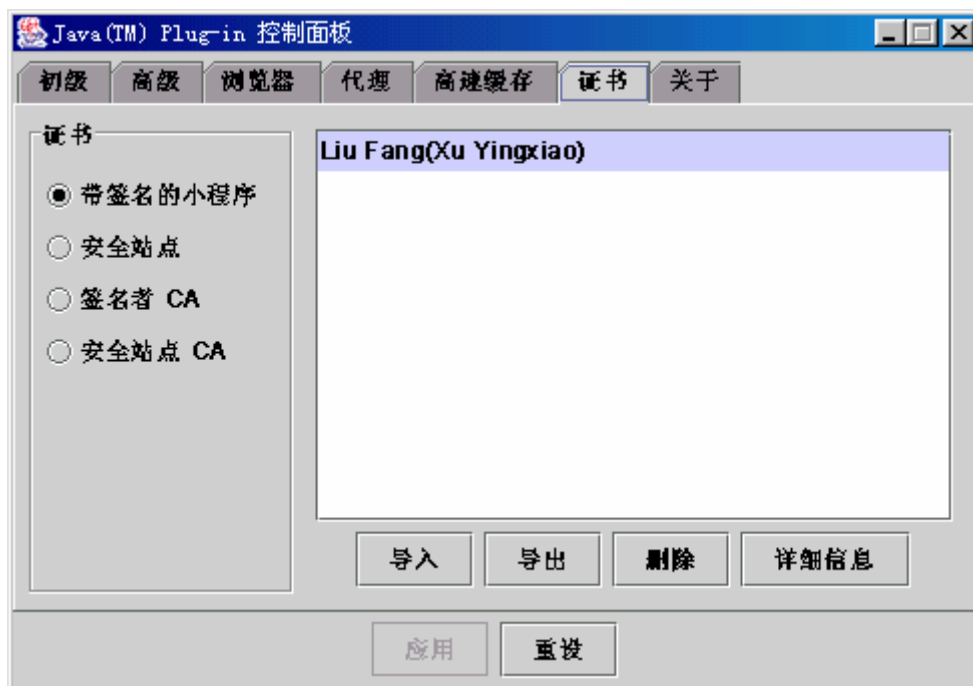 Java(TM) Plug-in 控制面板
初级 高级 浏览器 代理 高速缓存 证书 关于
证书
带签名的小程序
安全站点
签名者 CA
安全站点 CA
Liu Fang(Xu Yingxiao)
导入 导出 删除 详细信息
应用 重设